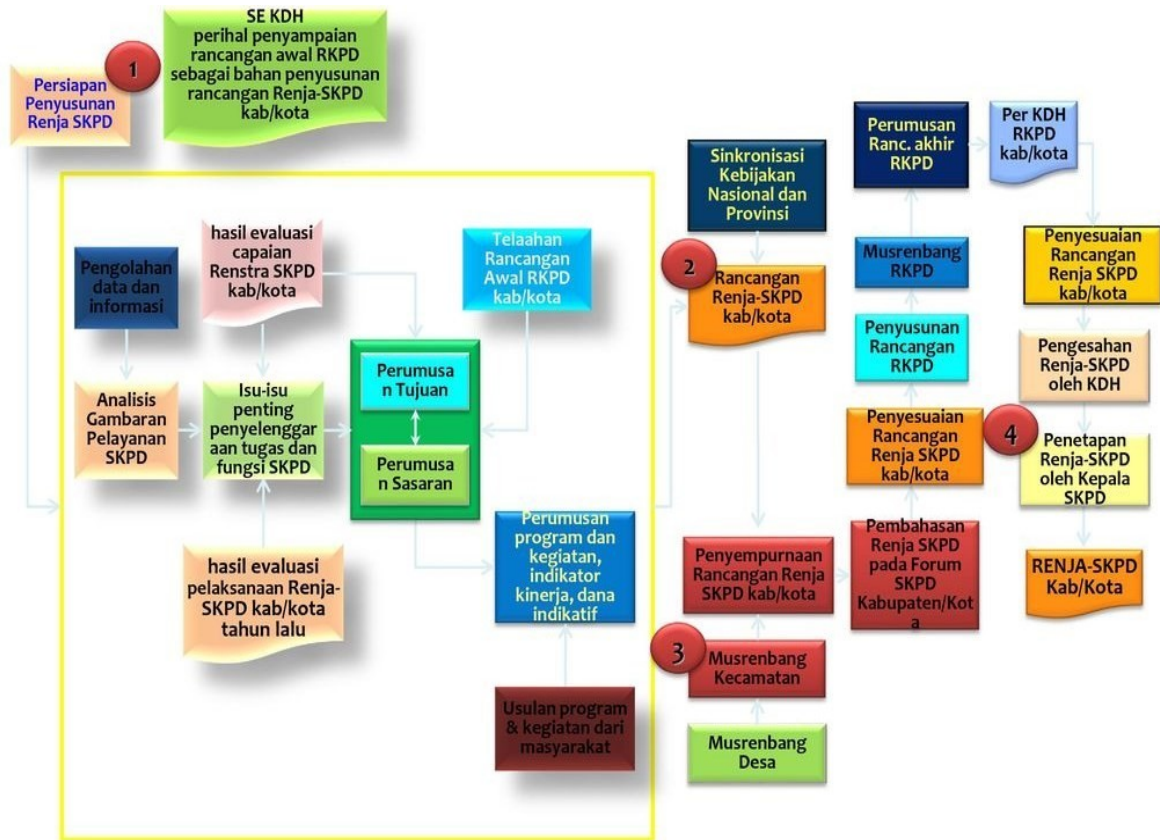 1
SE KDH
perihal penyampaian
rancangan awal RKPD
sebagai bahan penyusunan
rancangan Renja-SKPD
kab/kota
Persiapan
Penyusunan
Renja SKPD
Pengolahan
data dan
informasi
hasil evaluasi
capaian
Renstra SKPD
kab/kota
Telaahan
Rancangan
Awal RKPD
kab/kota
Analisis
Gambaran
Pelayanan
SKPD
Isu-isu
penting
penyelenggar
aan tugas dan
fungsi SKPD
Perumusa
n Tujuan
Perumusa
n Sasaran
hasil evaluasi
pelaksanaan Renja-
SKPD kab/kota
tahun lalu
Perumusan
program dan
kegiatan,
indikator
kinerja, dana
indikatif
Usulan program
& kegiatan dari
masyarakat
Sinkronisasi
Kebijakan
Nasional dan
Provinsi
2
Rancangan
Renja-SKPD
kab/kota
Penyempurnaan
Rancangan Renja
SKPD kab/kota
3
Musrenbang
Kecamatan
Musrenbang
Desa
Perumusan
Ranc. akhir
RKPD
Musrenbang
RKPD
Penyusunan
Rancangan
RKPD
Penyesuaian
Rancangan
Renja SKPD
kab/kota
Pembahasan
Renja SKPD
pada Forum
SKPD
Kabupaten/Kot
a
Per KDH
RKPD
kab/kota
Penyesuaian
Rancangan
Renja SKPD
kab/kota
Pengesahan
Renja-SKPD
oleh KDH
4
Penetapan
Renja-SKPD
oleh Kepala
SKPD
RENJA-SKPD
Kab/Kota